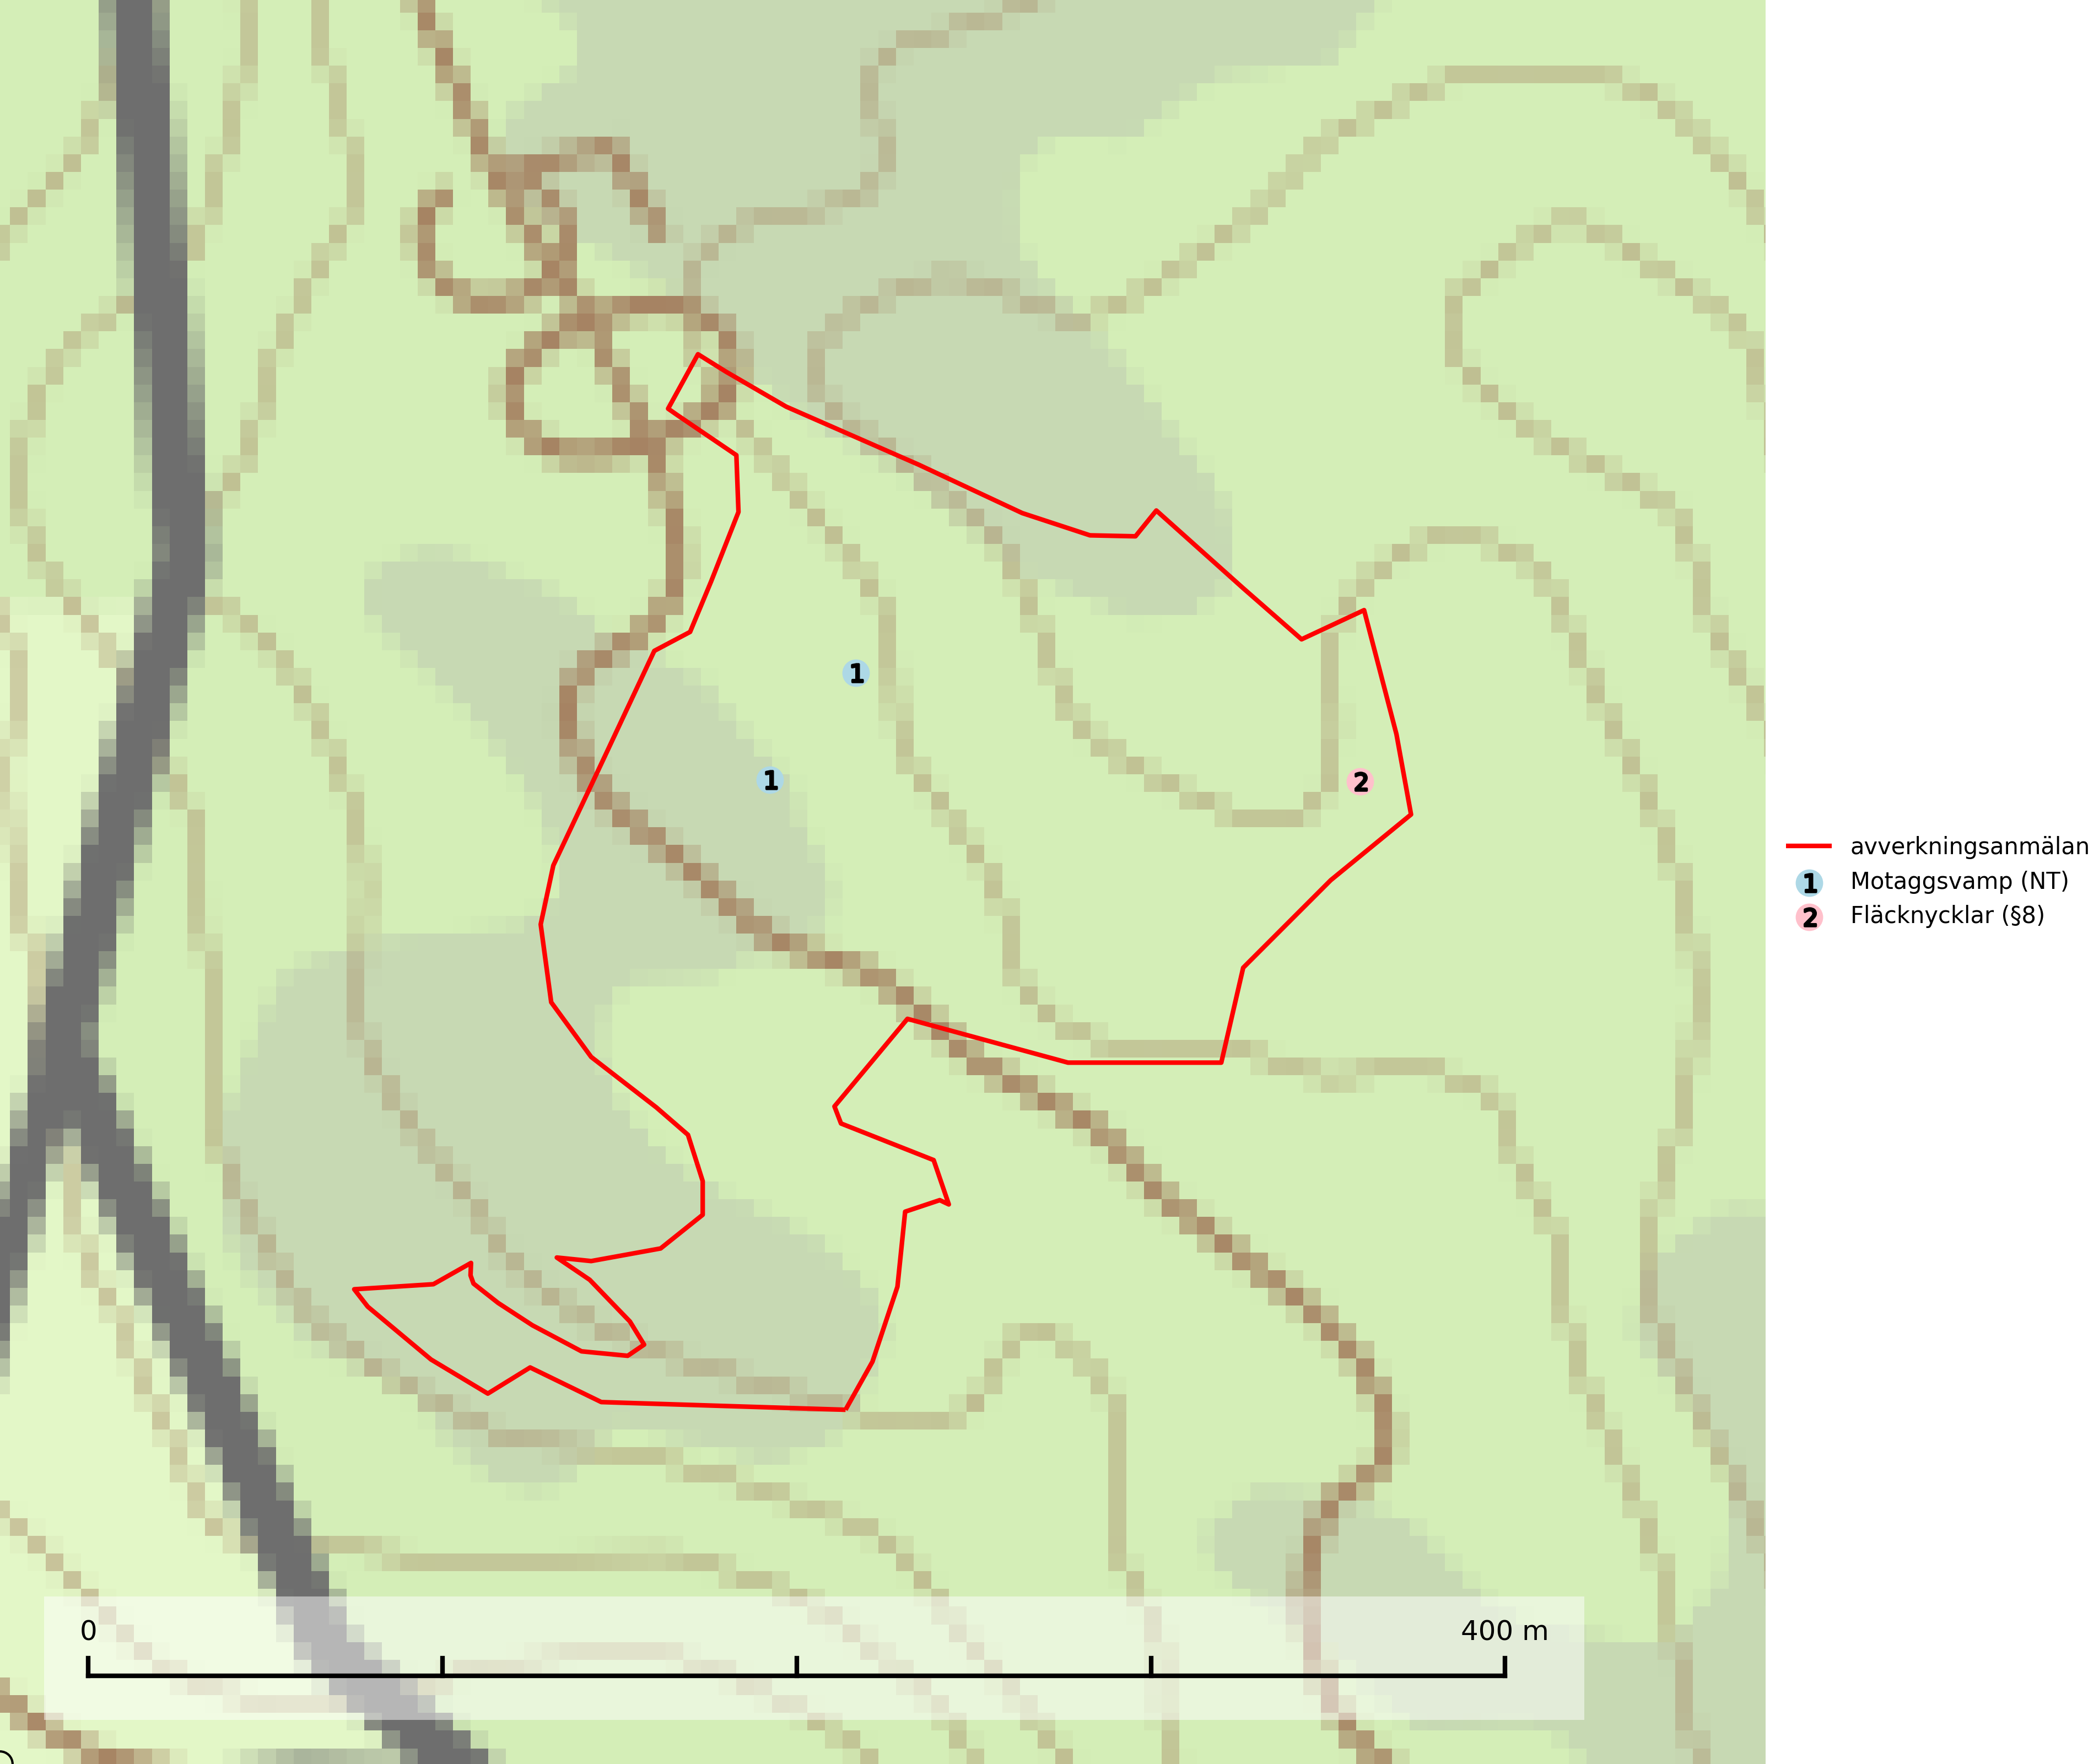 1
1
2
avverkningsanmälan
1 Motaggsvamp (NT)
2 Fläcknycklar (§8)
0 400 m